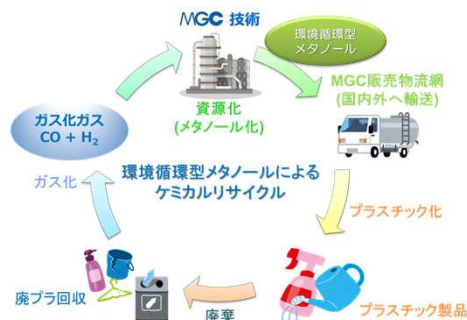 MGC 技術
環境循環型
メタノール
資源化
(メタノール化)
MGC販売物流網
(国内外へ輸送)
ガス化ガス
CO + H₂
環境循環型メタノールによる
ケミカルリサイクル
ガス化
プラスチック化
廃プラ回収
廃棄
プラスチック製品